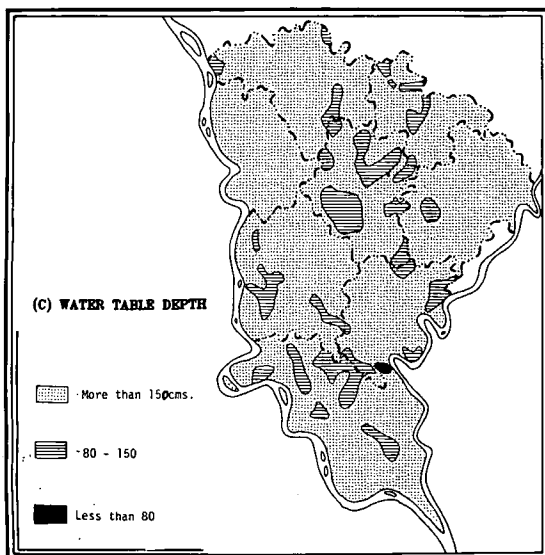 (C) WATER TABLE DEPTH
More than 150cms.
80 - 150
Less than 80